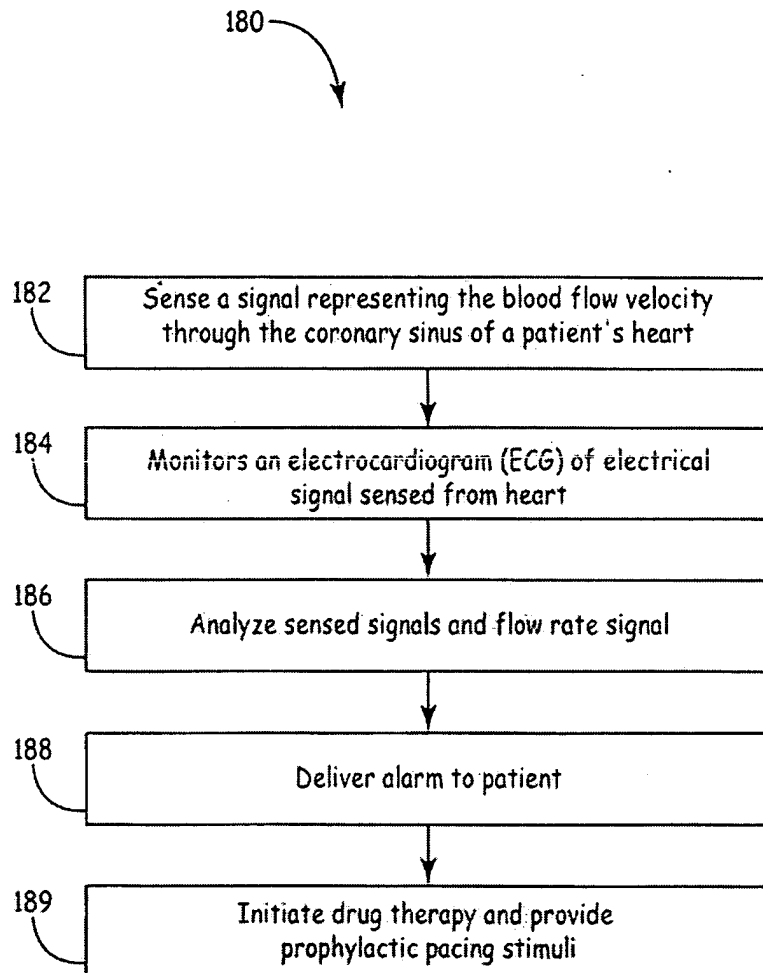 180
182
Sense a signal representing the blood flow velocity
through the coronary sinus of a patient's heart
184
Monitors an electrocardiogram (ECG) of electrical
signal sensed from heart
186
Analyze sensed signals and flow rate signal
188
Deliver alarm to patient
189
Initiate drug therapy and provide
prophylactic pacing stimuli